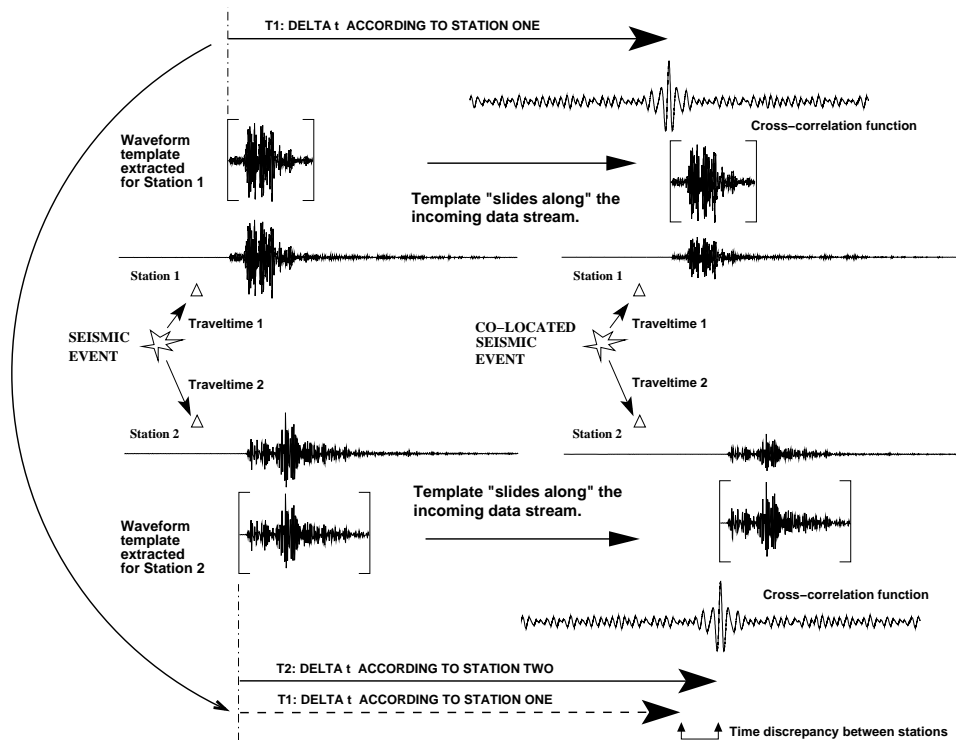 T1: DELTA t ACCORDING TO STATION ONE
Cross−correlation function
Waveform
template
extracted
for Station 1
Template "slides along" the
incoming data stream.
Station 1
Station 1
Traveltime 1
Traveltime 1
SEISMIC
EVENT
CO−LOCATED
SEISMIC
EVENT
Traveltime 2
Traveltime 2
Station 2
Station 2
Template "slides along" the
incoming data stream.
Waveform
template
extracted
for Station 2
Cross−correlation function
T2: DELTA t ACCORDING TO STATION TWO
T1: DELTA t ACCORDING TO STATION ONE
Time discrepancy between stations